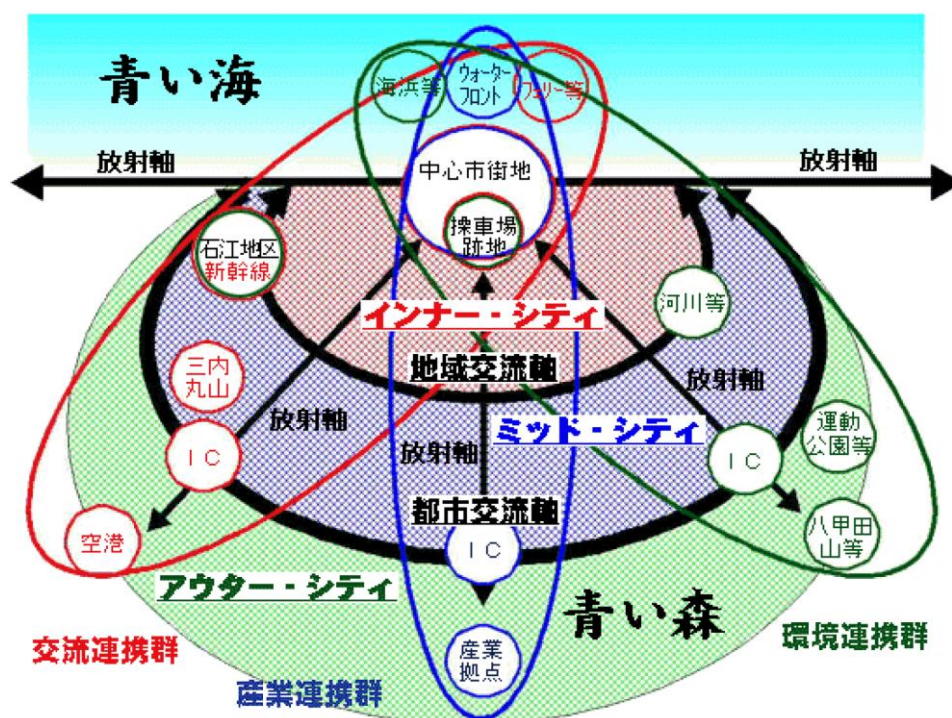 青い海
海浜等
ウォーター
フロント
フェリー等
放射軸
放射軸
中心市街地
操車場
跡地
石江地区
新幹線
河川等
インナー・シティ
地域交流軸
三内
丸山
放射軸
放射軸
放射軸
ミッド・シティ
運動
公園等
IC
IC
都市交流軸
空港
IC
八甲田
山等
アウター・シティ
青い森
交流連携群
産業連携群
産業
拠点
環境連携群